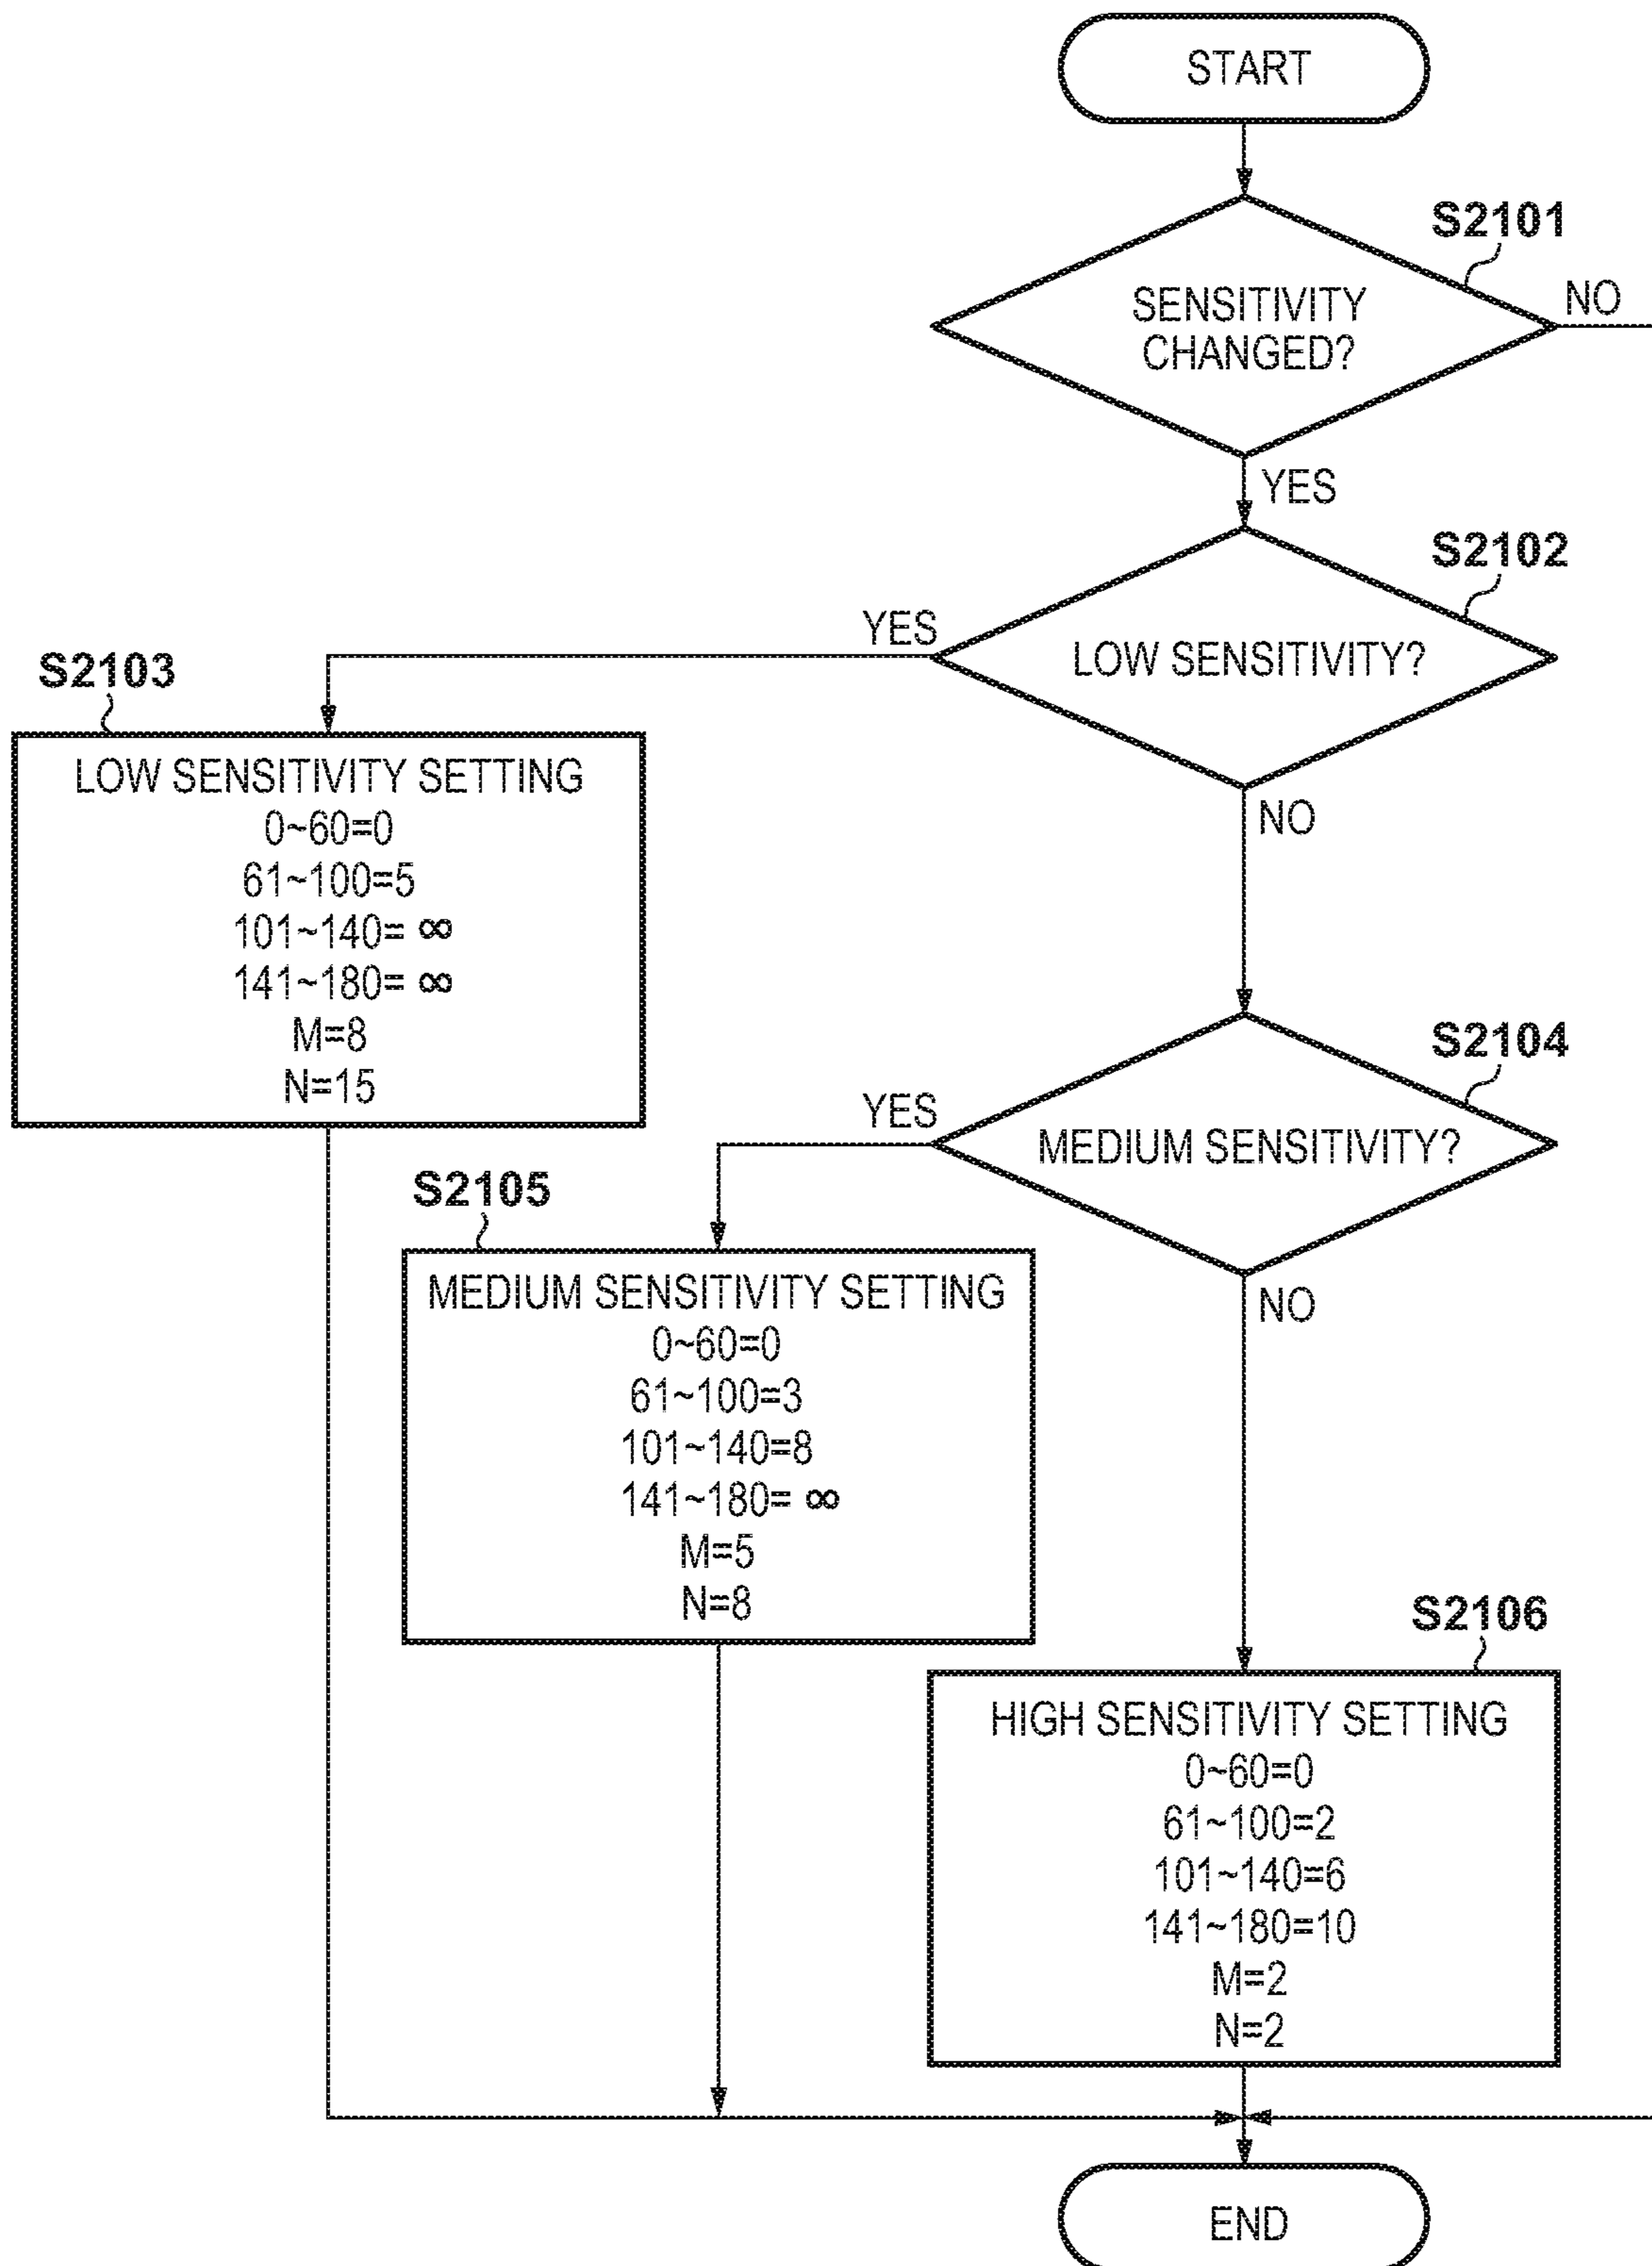 START
S2101
SENSITIVITY
CHANGED?
NO
YES
S2102
LOW SENSITIVITY?
YES
NO
S2103
LOW SENSITIVITY SETTING
0~60=0
61~100=5
101~140= ∞
141~180= ∞
M=8
N=15
S2104
MEDIUM SENSITIVITY?
YES
NO
S2105
MEDIUM SENSITIVITY SETTING
0~60=0
61~100=3
101~140=8
141~180= ∞
M=5
N=8
S2106
HIGH SENSITIVITY SETTING
0~60=0
61~100=2
101~140=6
141~180=10
M=2
N=2
END